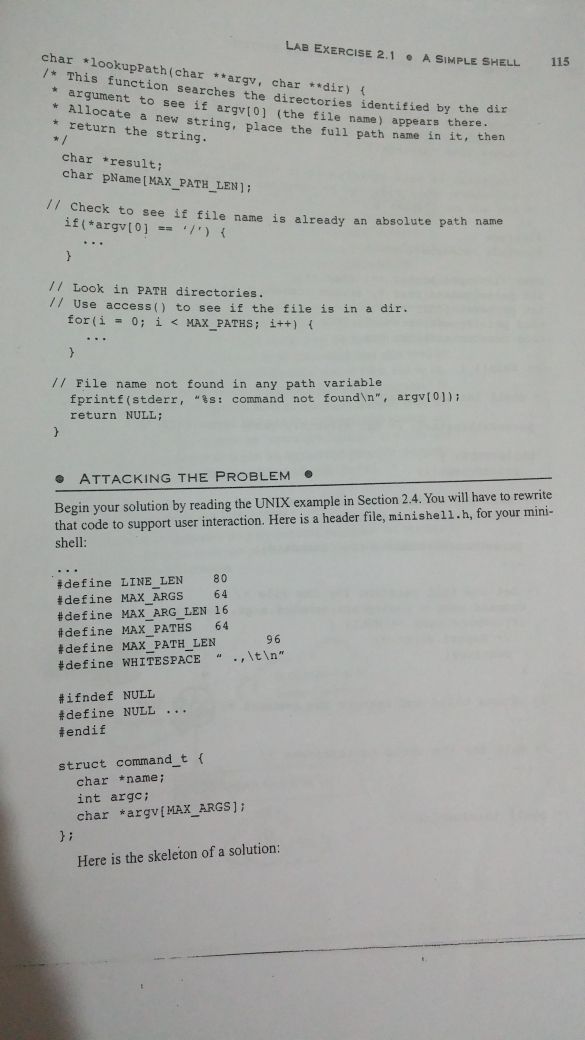 LAB EXERCISE 2.1 • A SIMPLE SHELL 115
char *lookupPath(char **argv, char **dir) {
/* This function searches the directories identified by the dir
* argument to see if argv[0] (the file name) appears there.
* Allocate a new string, place the full path name in it, then
* return the string.
*/
char *result;
char pName[MAX_PATH_LEN];
// Check to see if file name is already an absolute path name
if(*argv[0] == '/') {
...
}
// Look in PATH directories.
// Use access() to see if the file is in a dir.
for(i = 0; i < MAX_PATHS; i++) {
...
}
// File name not found in any path variable
fprintf(stderr, "%s: command not found\n", argv[0]);
return NULL;
}
• ATTACKING THE PROBLEM •
Begin your solution by reading the UNIX example in Section 2.4. You will have to rewrite
that code to support user interaction. Here is a header file, minishell.h, for your mini-
shell:
...
#define LINE_LEN 80
#define MAX_ARGS 64
#define MAX_ARG_LEN 16
#define MAX_PATHS 64
#define MAX_PATH_LEN 96
#define WHITESPACE " .,\t\n"
#ifndef NULL
#define NULL ...
#endif
struct command_t {
char *name;
int argc;
char *argv[MAX_ARGS];
};
Here is the skeleton of a solution: